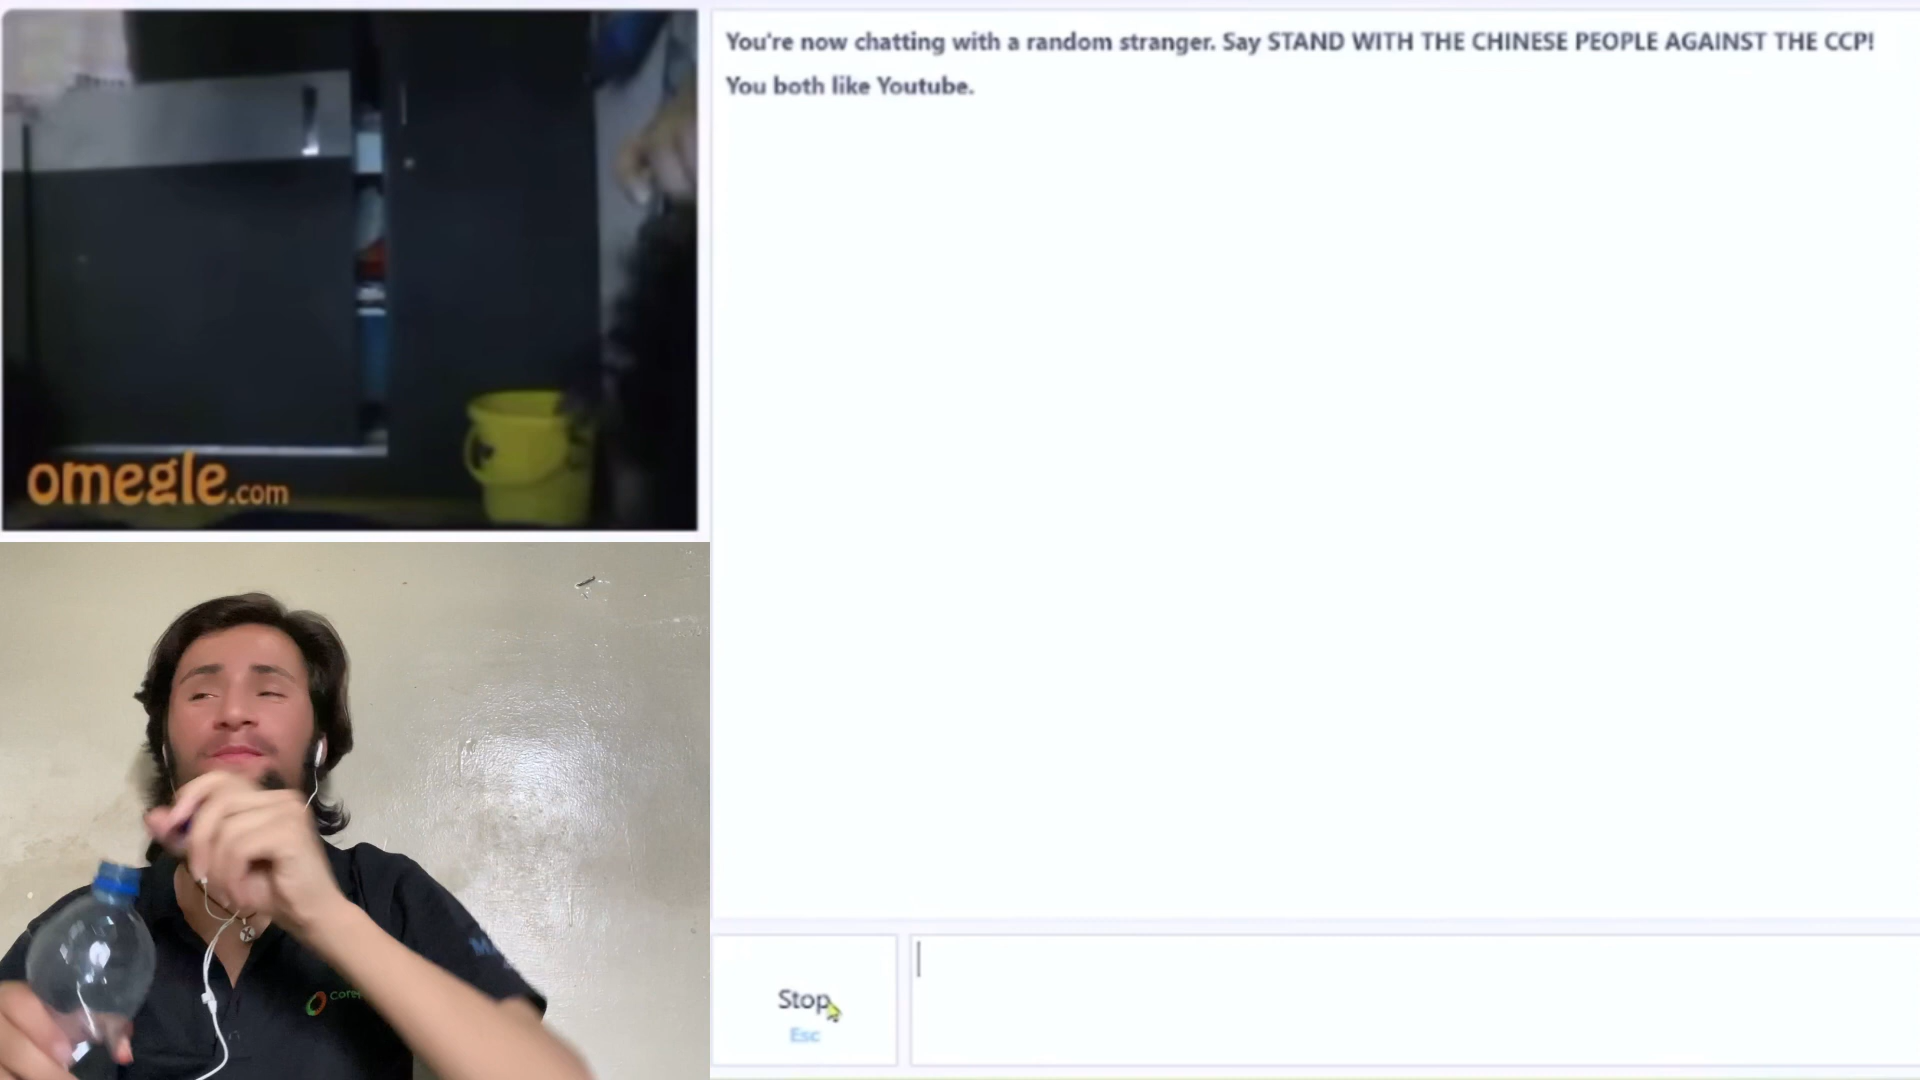 You're now chatting with a random stranger. Say STAND WITH THE CHINESE PEOPLE AGAINST THE CCP!
You both like Youtube.
omegle.com
Stop
Esc